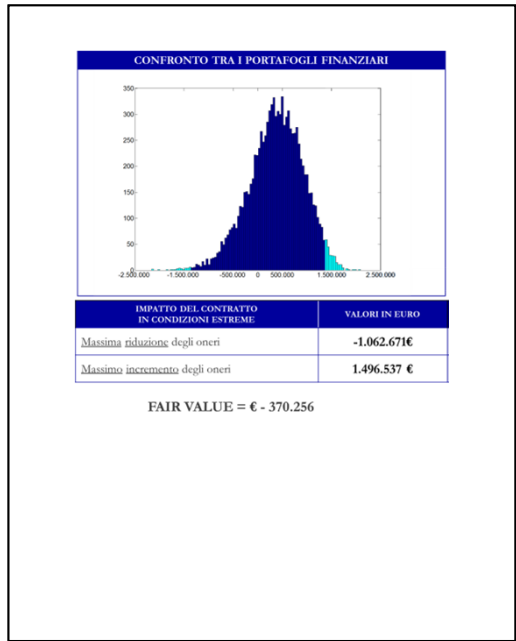 CONFRONTO TRA I PORTAFOGLI FINANZIARI
350
300
250
200
150
100
50
0
-2.500.000 -1.500.000 -500.000 0 500.000 1.500.000 2.500.000
IMPATTO DEL CONTRATTO
IN CONDIZIONI ESTREME
VALORI IN EURO
Massima riduzione degli oneri -1.062.671€
Massimo incremento degli oneri 1.496.537 €
FAIR VALUE = € - 370.256